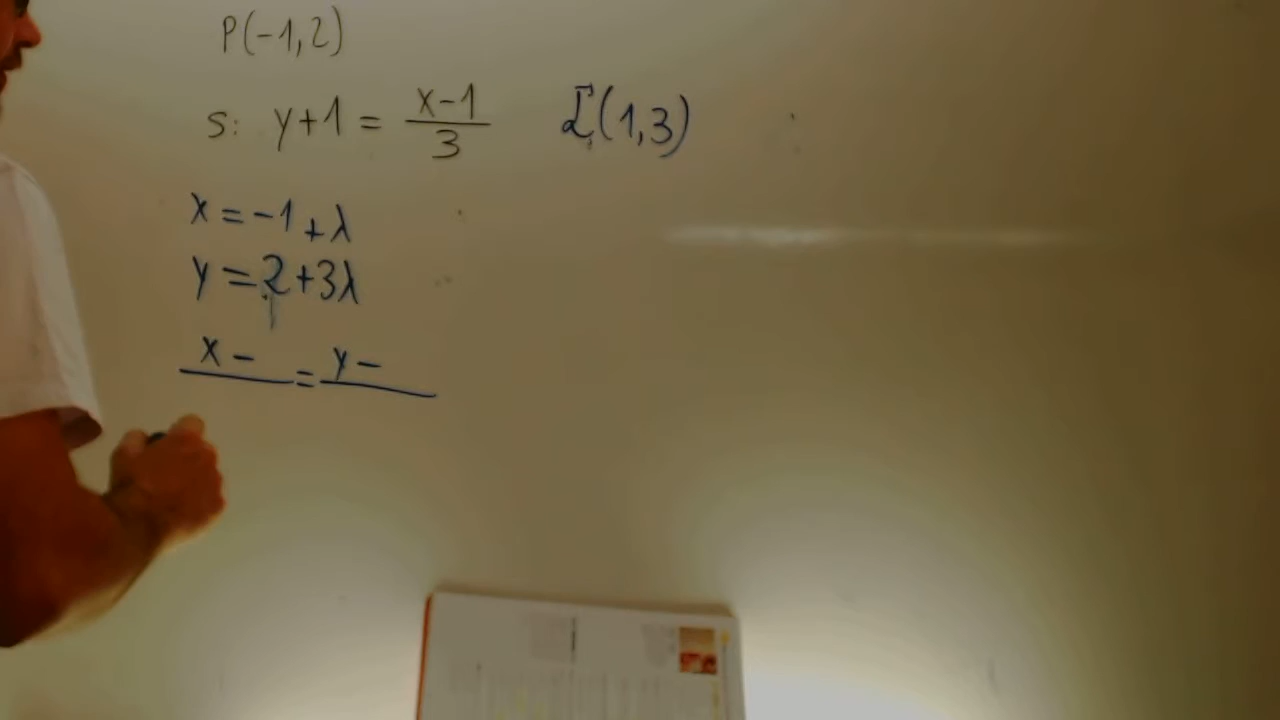 P(-1,2)
s: y+1 = x-1/3 (1,3)
x = -1 + λ
y = 2 + 3λ
x - = y -